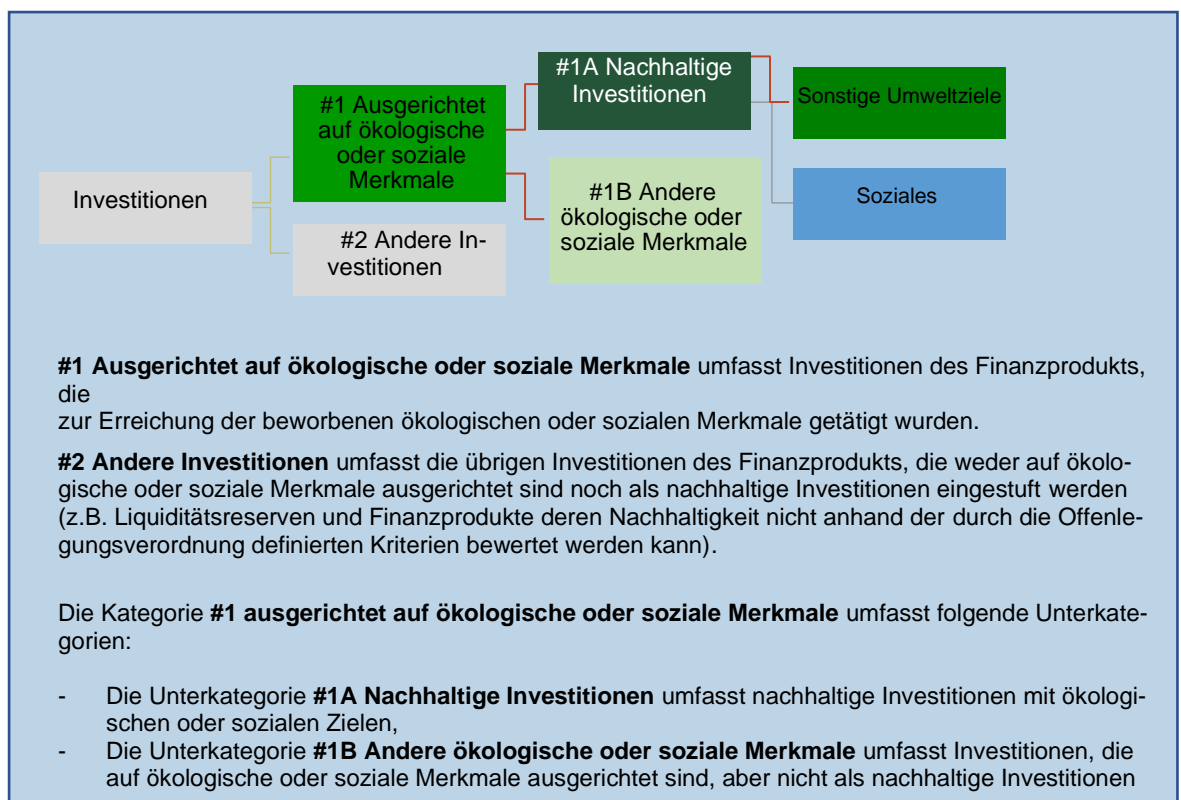 #1A Nachhaltige
Investitionen
Sonstige Umweltziele
#1 Ausgerichtet
auf ökologische
oder soziale
Merkmale
Investitionen
#1B Andere
ökologische oder
soziale Merkmale
Soziales
#2 Andere In-
vestitionen
#1 Ausgerichtet auf ökologische oder soziale Merkmale umfasst Investitionen des Finanzprodukts,
die
zur Erreichung der beworbenen ökologischen oder sozialen Merkmale getätigt wurden.
#2 Andere Investitionen umfasst die übrigen Investitionen des Finanzprodukts, die weder auf ökolo-
gische oder soziale Merkmale ausgerichtet sind noch als nachhaltige Investitionen eingestuft werden
(z.B. Liquiditätsreserven und Finanzprodukte deren Nachhaltigkeit nicht anhand der durch die Offenle-
gungsverordnung definierten Kriterien bewertet werden kann).
Die Kategorie #1 ausgerichtet auf ökologische oder soziale Merkmale umfasst folgende Unterkate-
gorien:
- Die Unterkategorie #1A Nachhaltige Investitionen umfasst nachhaltige Investitionen mit ökologi-
schen oder sozialen Zielen,
- Die Unterkategorie #1B Andere ökologische oder soziale Merkmale umfasst Investitionen, die
auf ökologische oder soziale Merkmale ausgerichtet sind, aber nicht als nachhaltige Investitionen